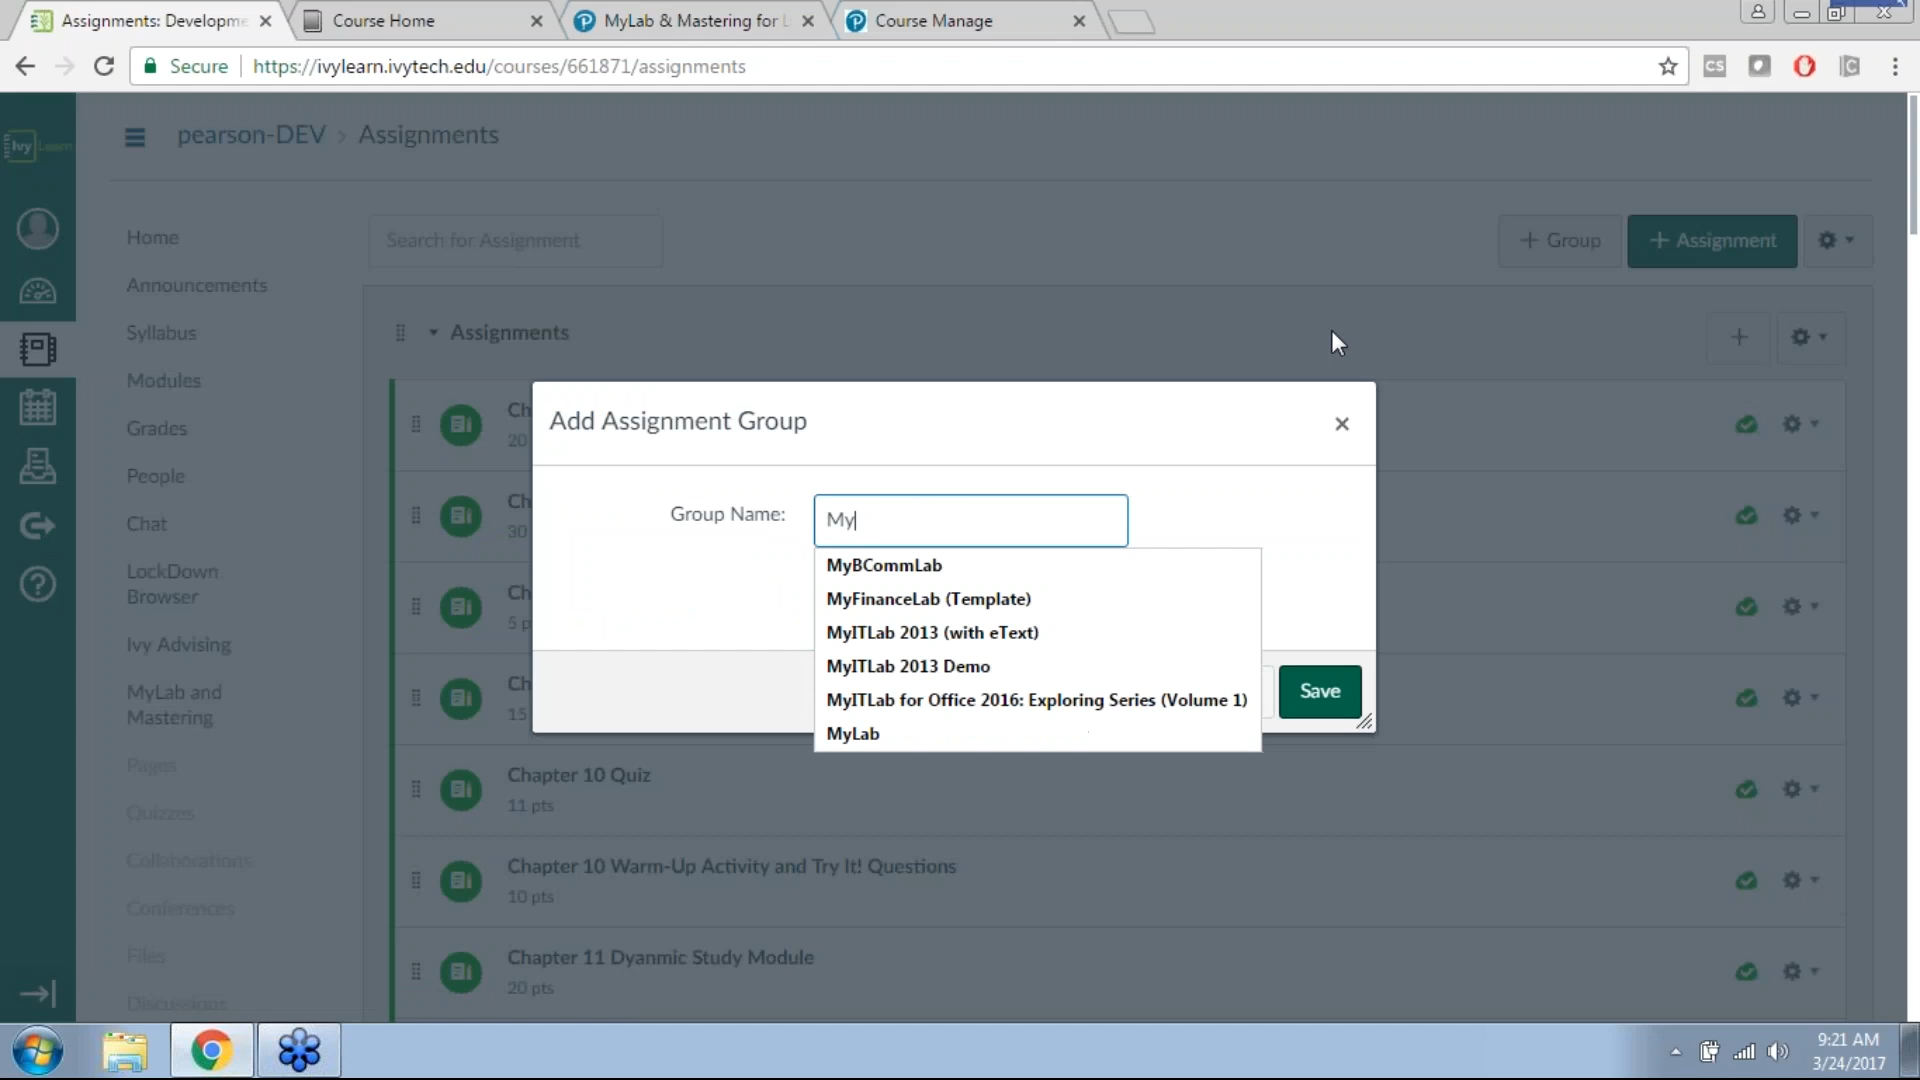 Assignments: Developme
Course Home
MyLab & Mastering for L
Course Manage
Secure
https://ivylearn.ivytech.edu/courses/661871/assignments
CS
C
Ivy Learn
pearson-DEV > Assignments
Home
Announcements
Syllabus
Modules
Grades
People
Chat
LockDown
Browser
Ivy Advising
MyLab and
Mastering
Pages
Quizzes
Collaborations
Conferences
Files
Discussions
Search for Assignment
+ Group
+ Assignment
Assignments
Ch
20
Ch
30
Ch
5 p
Ch
15
Add Assignment Group
Group Name:
My
MyBCommLab
MyFinanceLab (Template)
MyITLab 2013 (with eText)
MyITLab 2013 Demo
MyITLab for Office 2016: Exploring Series (Volume 1)
MyLab
Save
Chapter 10 Quiz
11 pts
Chapter 10 Warm-Up Activity and Try It! Questions
10 pts
Chapter 11 Dyanmic Study Module
20 pts
9:21 AM
3/24/2017